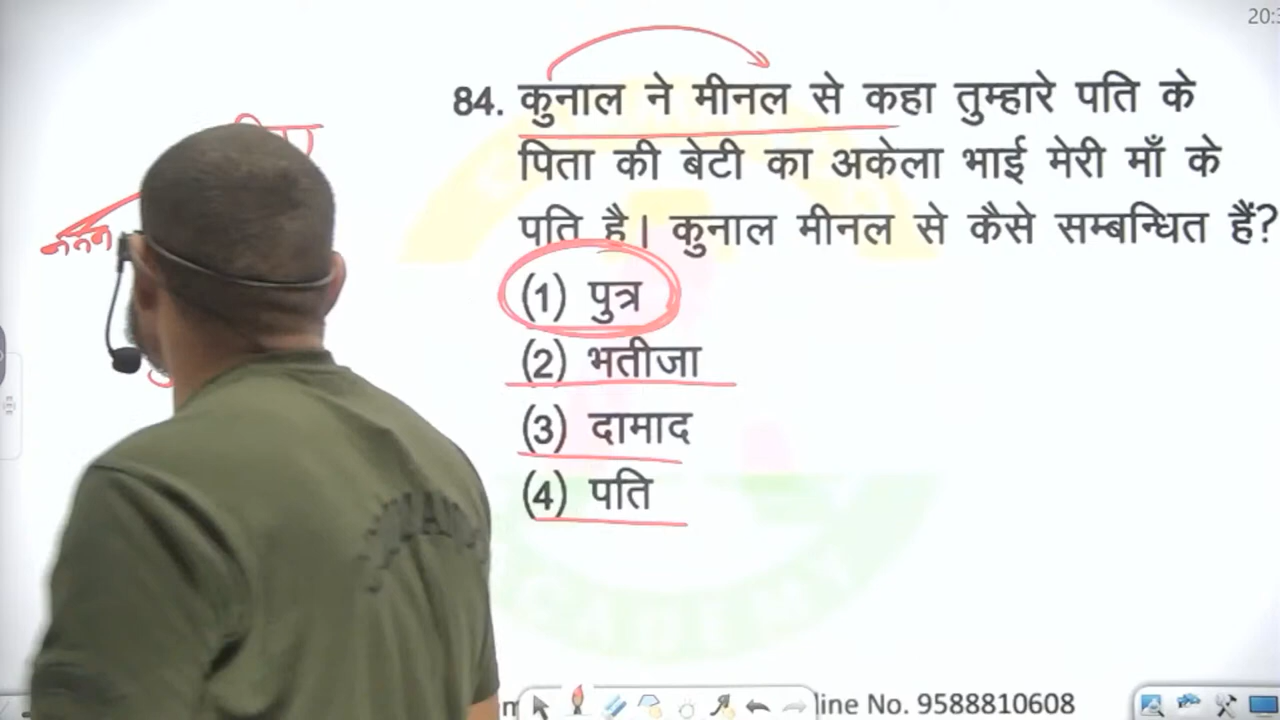 20:3
84. कुनाल ने मीनल से कहा तुम्हारे पति के
पिता की बेटी का अकेला भाई मेरी माँ के
पति है। कुनाल मीनल से कैसे सम्बन्धित हैं?
(1) पुत्र
(2) भतीजा
(3) दामाद
(4) पति
line No. 9588810608